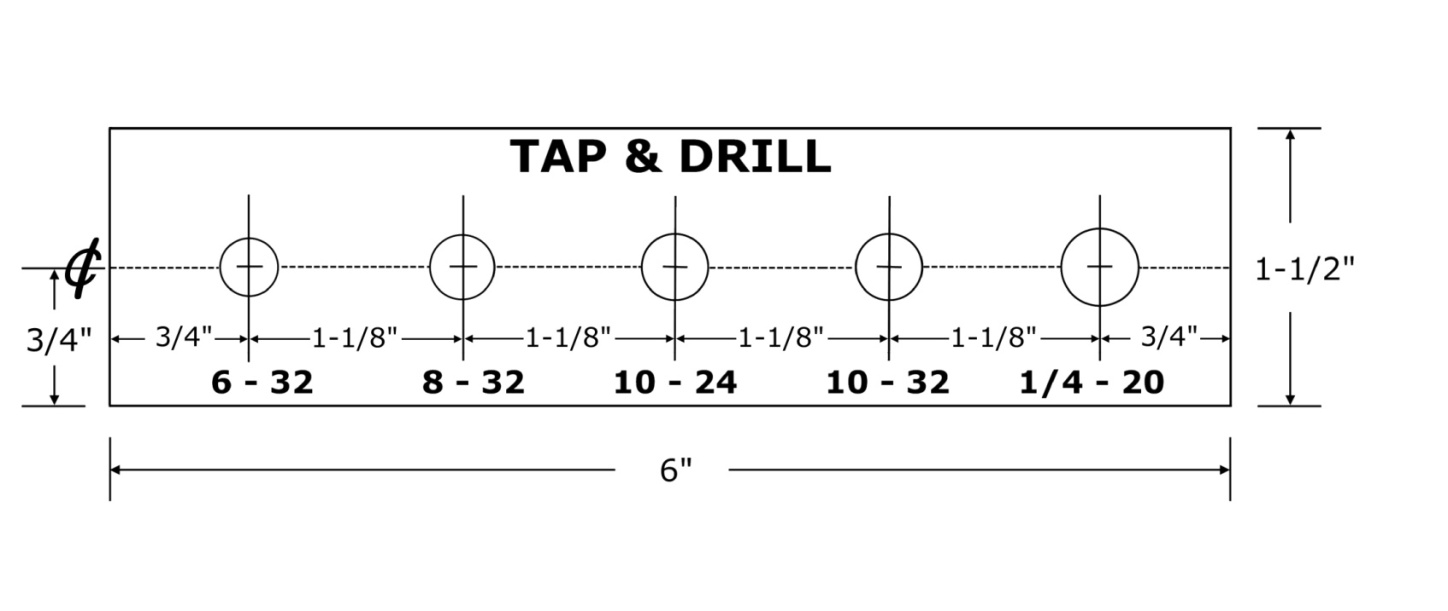 TAP & DRILL
¢
3/4" 3/4" 1-1/8" 1-1/8" 1-1/8" 1-1/8" 3/4"
1-1/2"
6 - 32 8 - 32 10 - 24 10 - 32 1/4 - 20
6"